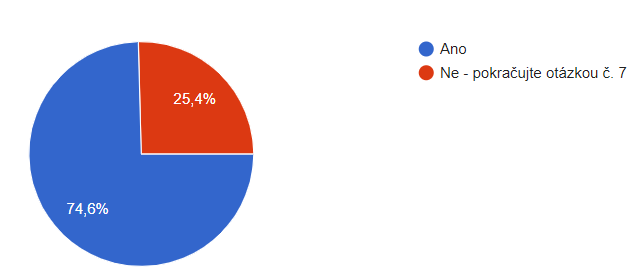 Ano
Ne - pokračujte otázkou č. 7
25,4%
74,6%